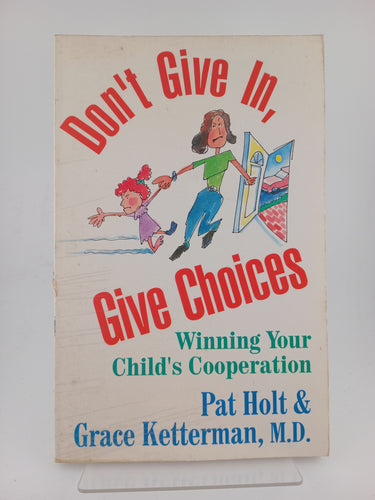 Don't Give In,
Give Choices
Winning Your
Child's Cooperation
Pat Holt &
Grace Ketterman, M.D.